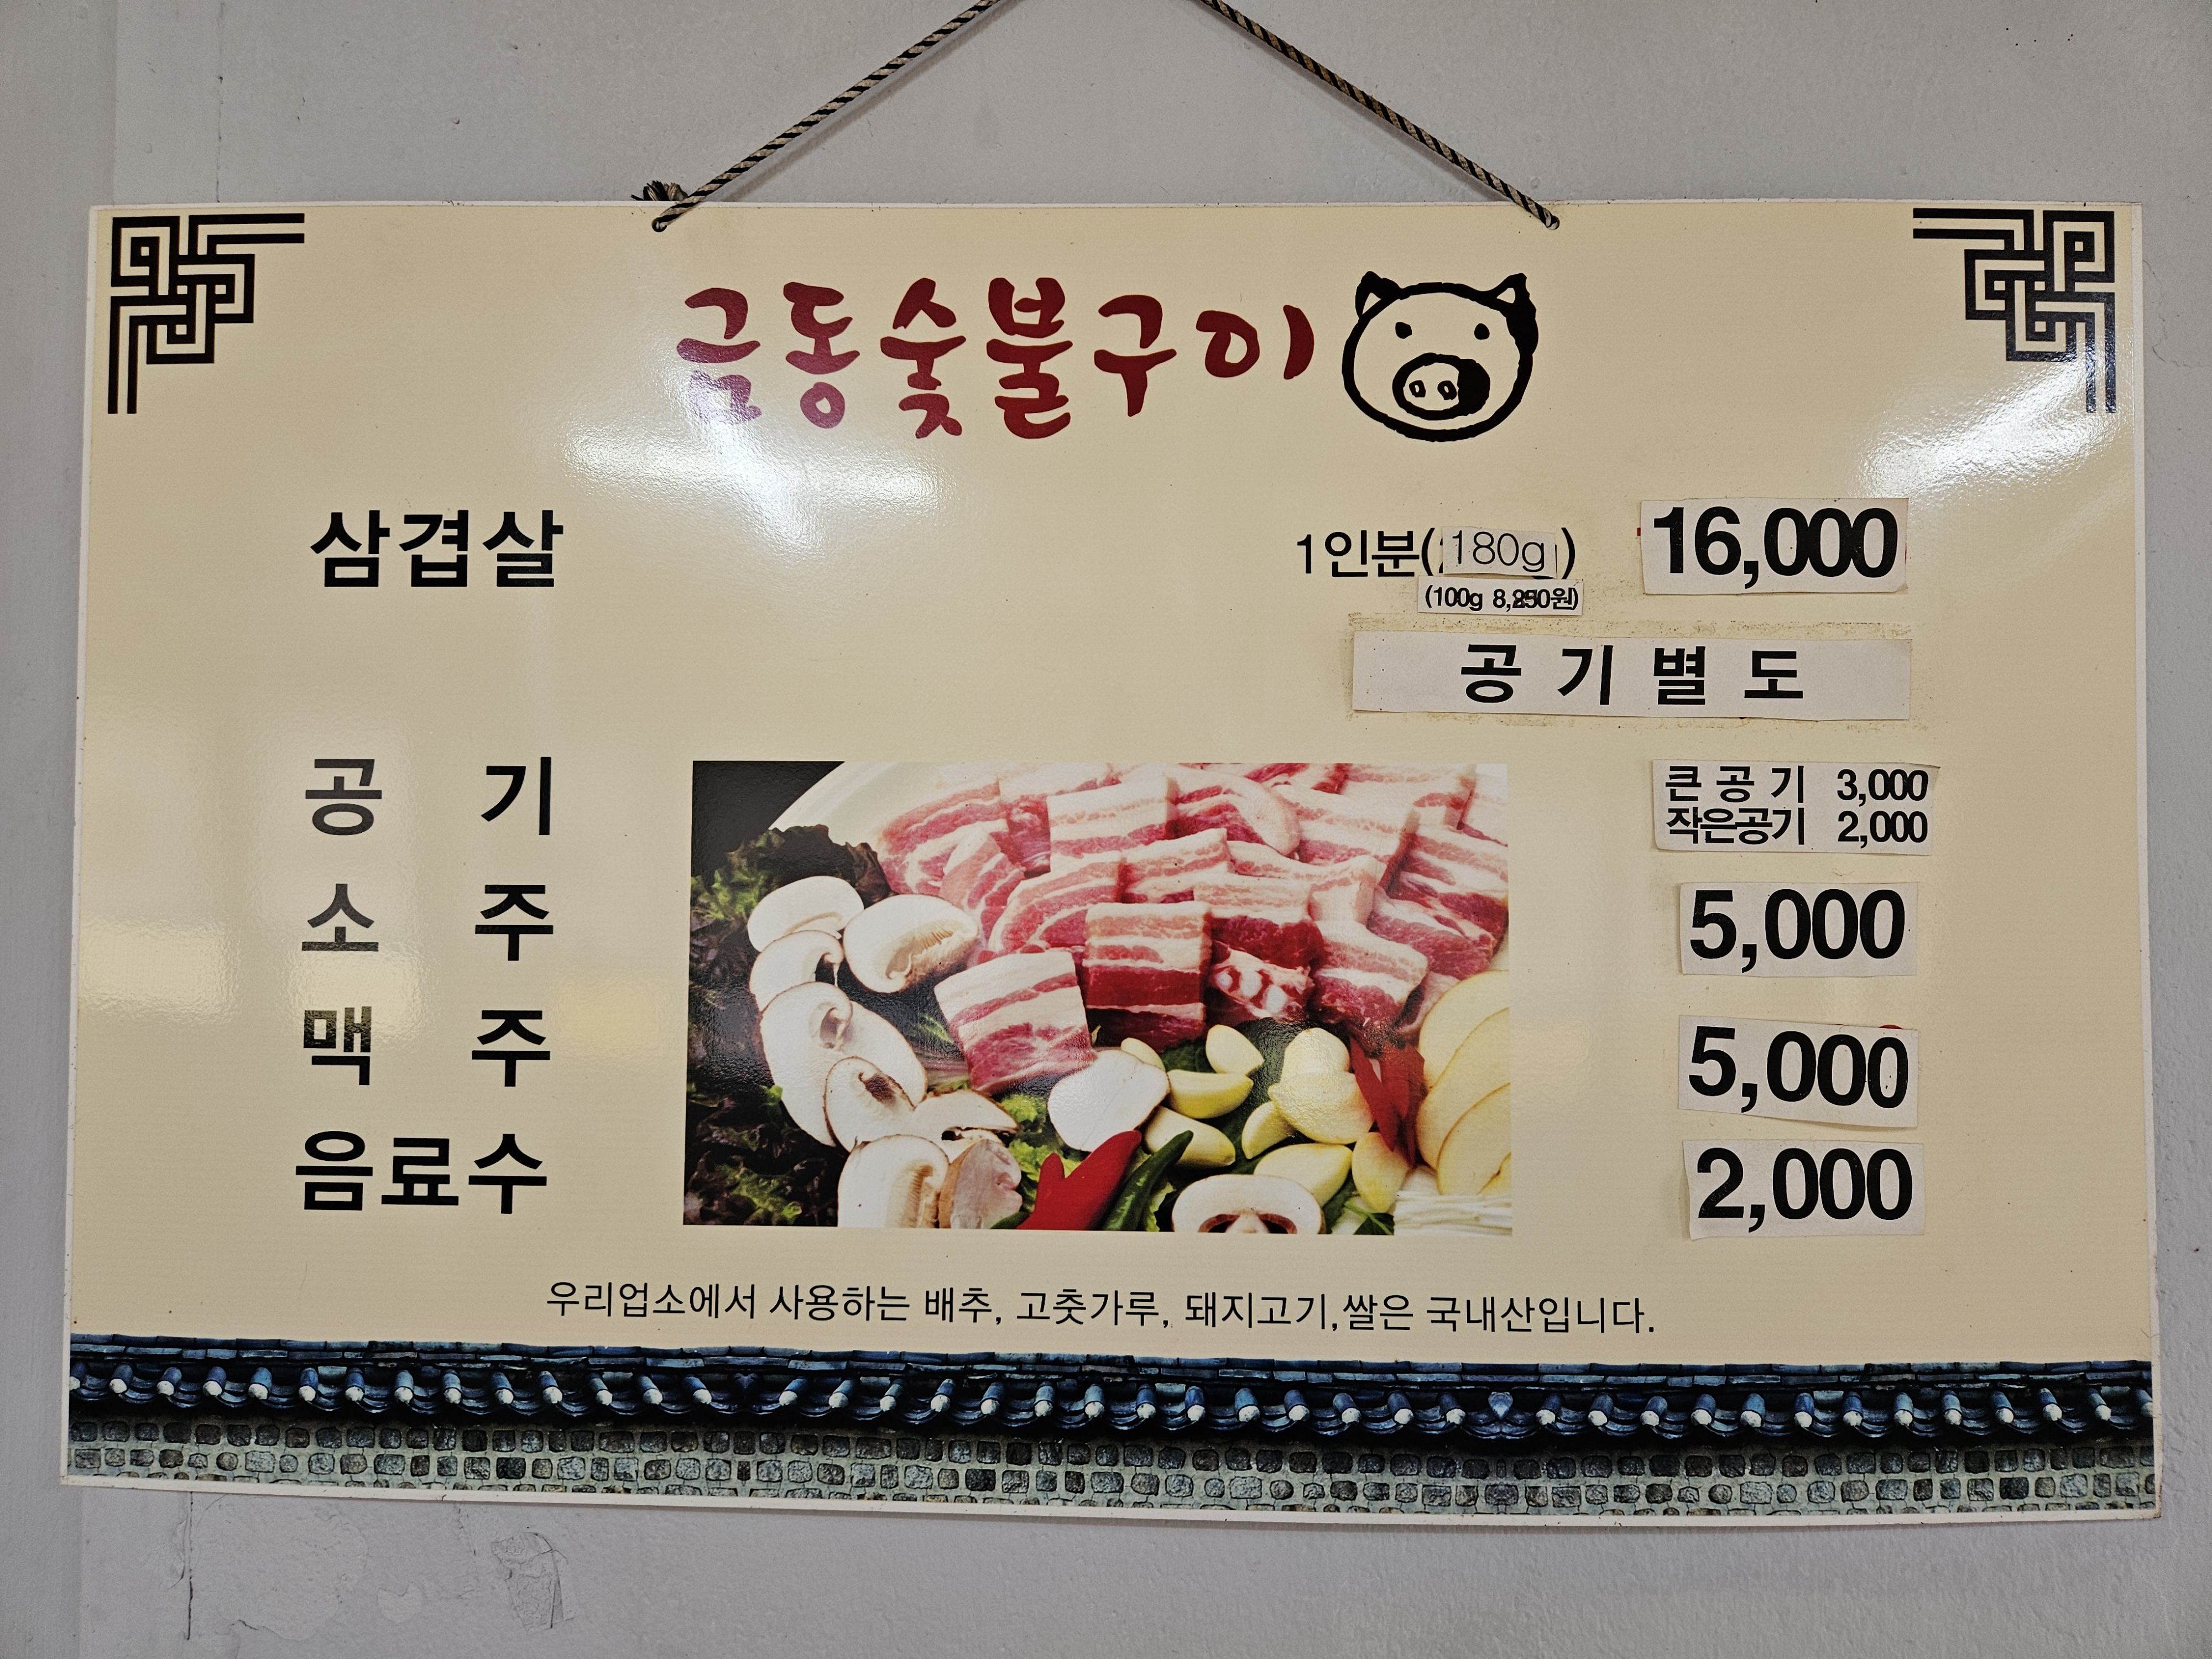 금동숯불구이
삼겹살 1인분(180g) 16,000
(100g 8,250원)
공기별도
공기 큰공기 3,000
작은공기 2,000
소주 5,000
맥주 5,000
음료수 2,000
우리업소에서 사용하는 배추, 고춧가루, 돼지고기,쌀은 국내산입니다.